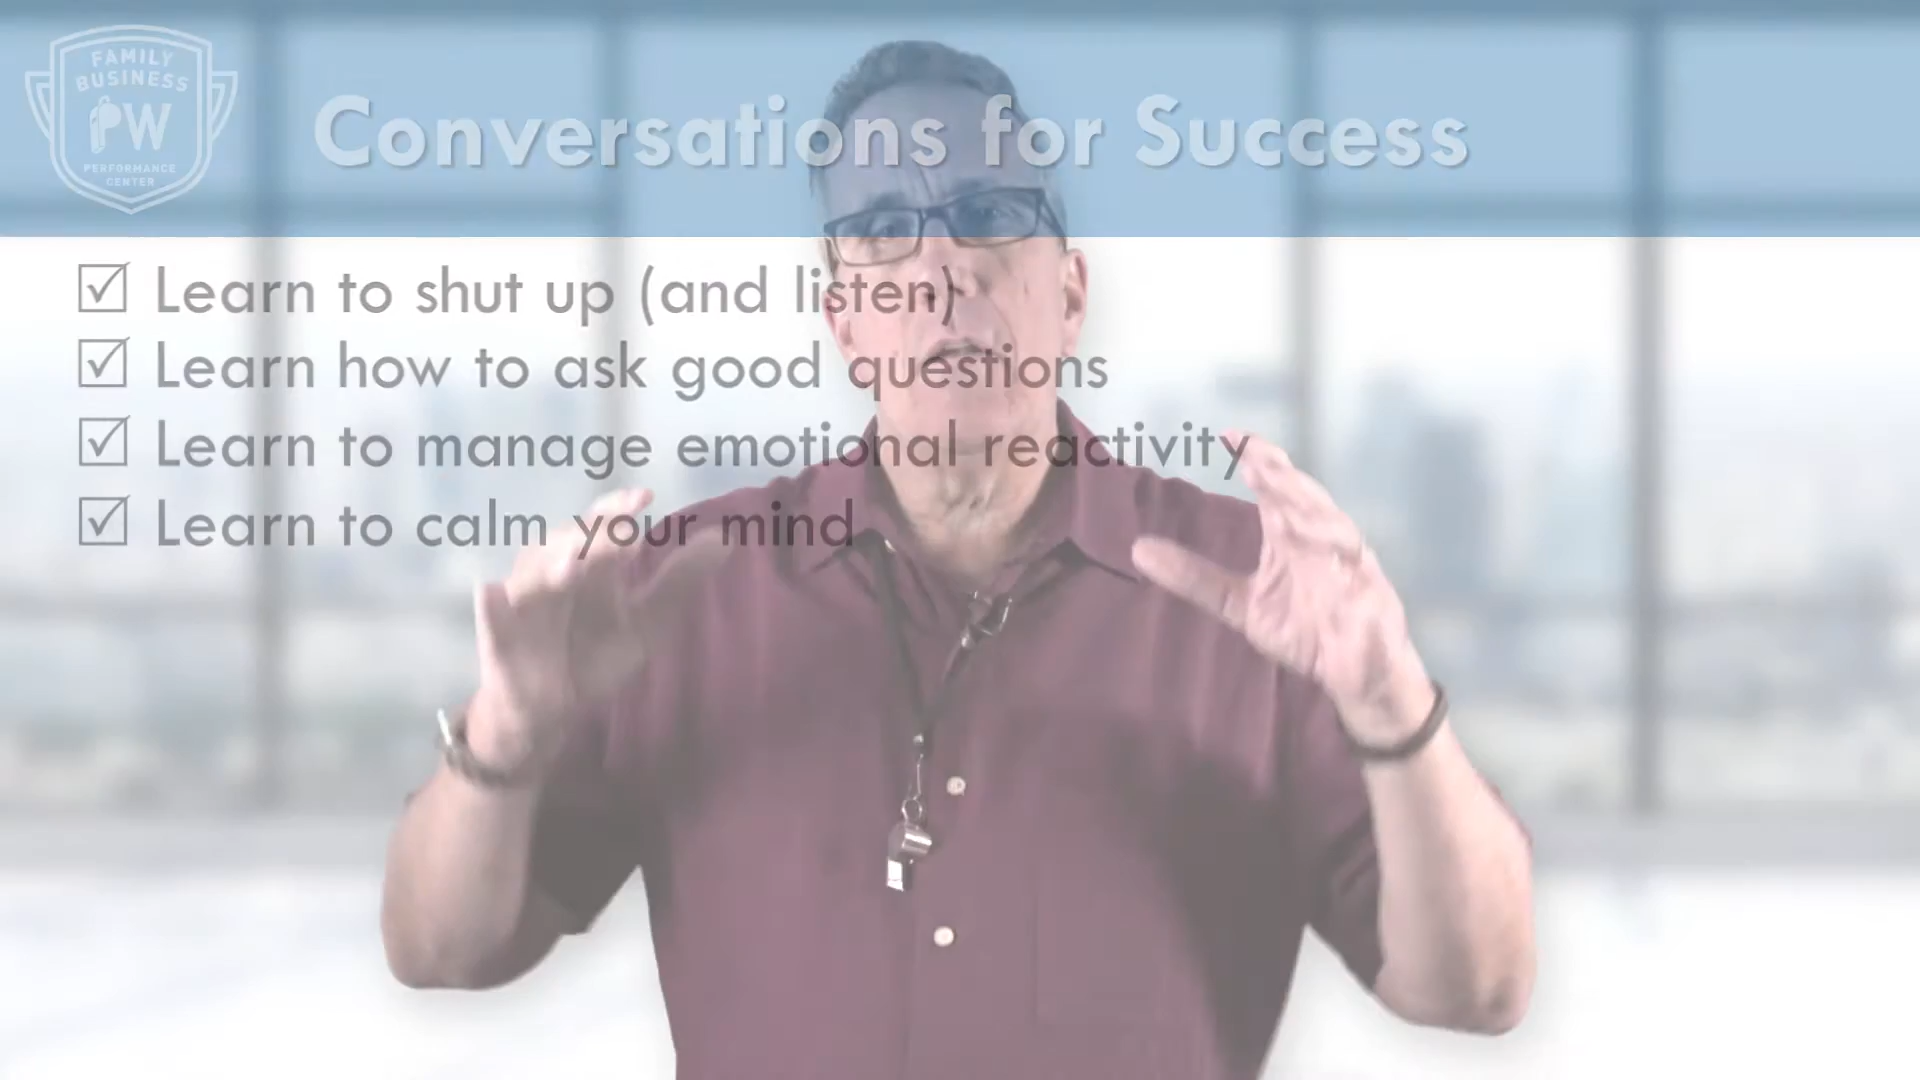 FAMILY
BUSINESS
PW
PERFORMANCE
CENTER
Conversations for Success
Learn to shut up (and listen)
Learn how to ask good questions
Learn to manage emotional reactivity
Learn to calm your mind